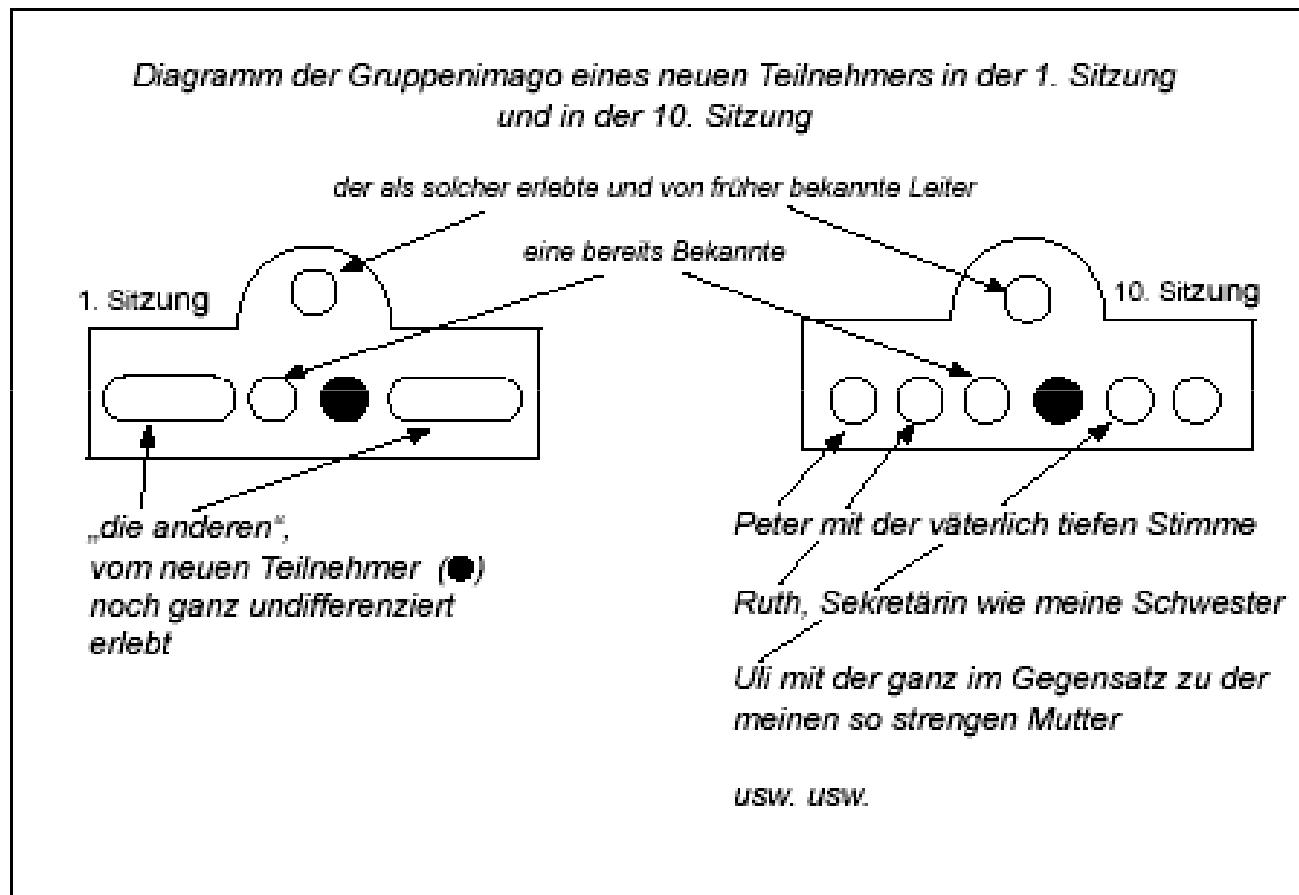 Diagramm der Gruppenimago eines neuen Teilnehmers in der 1. Sitzung
und in der 10. Sitzung
der als solcher erlebte und von früher bekannte Leiter
eine bereits Bekannte
1. Sitzung
10. Sitzung
„die anderen“,
vom neuen Teilnehmer (●)
noch ganz undifferenziert
erlebt
Peter mit der väterlich tiefen Stimme
Ruth, Sekretärin wie meine Schwester
Uli mit der ganz im Gegensatz zu der
meinen so strengen Mutter
usw. usw.